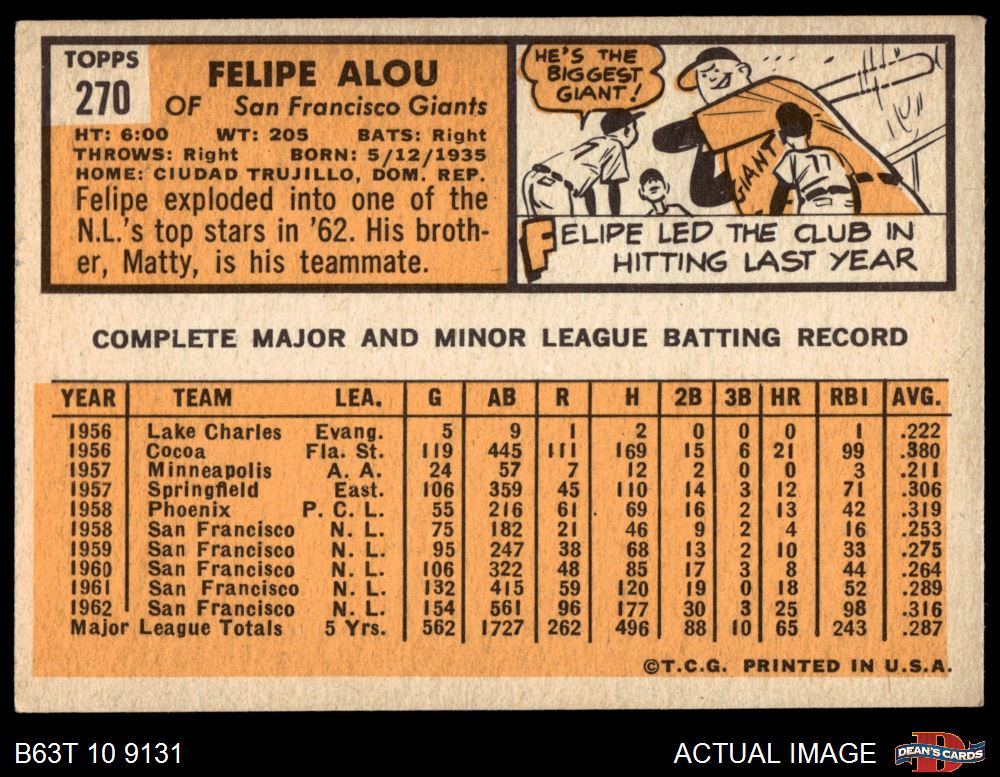 TOPPS
270
FELIPE ALOU
OF San Francisco Giants
HT: 6:00 WT: 205 BATS: Right
THROWS: Right BORN: 5/12/1935
HOME: CIUDAD TRUJILLO, DOM. REP.
Felipe exploded into one of the
N.L.'s top stars in '62. His broth-
er, Matty, is his teammate.
HE'S THE
BIGGEST
GIANT!
GIANT
FELIPE LED THE CLUB IN
HITTING LAST YEAR
COMPLETE MAJOR AND MINOR LEAGUE BATTING RECORD
YEAR TEAM LEA. G AB R H 2B 3B HR RBI AVG.
1956 Lake Charles Evang. 5 9 1 2 0 0 0 1 .222
1956 Cocoa Fla. St. 119 445 111 169 15 6 21 99 .380
1957 Minneapolis A. A. 24 57 7 12 2 0 0 3 .211
1957 Springfield East. 106 359 45 110 14 3 12 71 .306
1958 Phoenix P. C. L. 55 216 61 69 16 2 13 42 .319
1958 San Francisco N. L. 75 182 21 46 9 2 4 16 .253
1959 San Francisco N. L. 95 247 38 68 13 2 10 33 .275
1960 San Francisco N. L. 106 322 48 85 17 3 8 44 .264
1961 San Francisco N. L. 132 415 59 120 19 0 18 52 .289
1962 San Francisco N. L. 154 561 96 177 30 3 25 98 .316
Major League Totals 5 Yrs. 562 1727 262 496 88 10 65 243 .287
©T.C.G. PRINTED IN U.S.A.
B63T 10 9131
ACTUAL IMAGE
D
DEAN'S CARDS